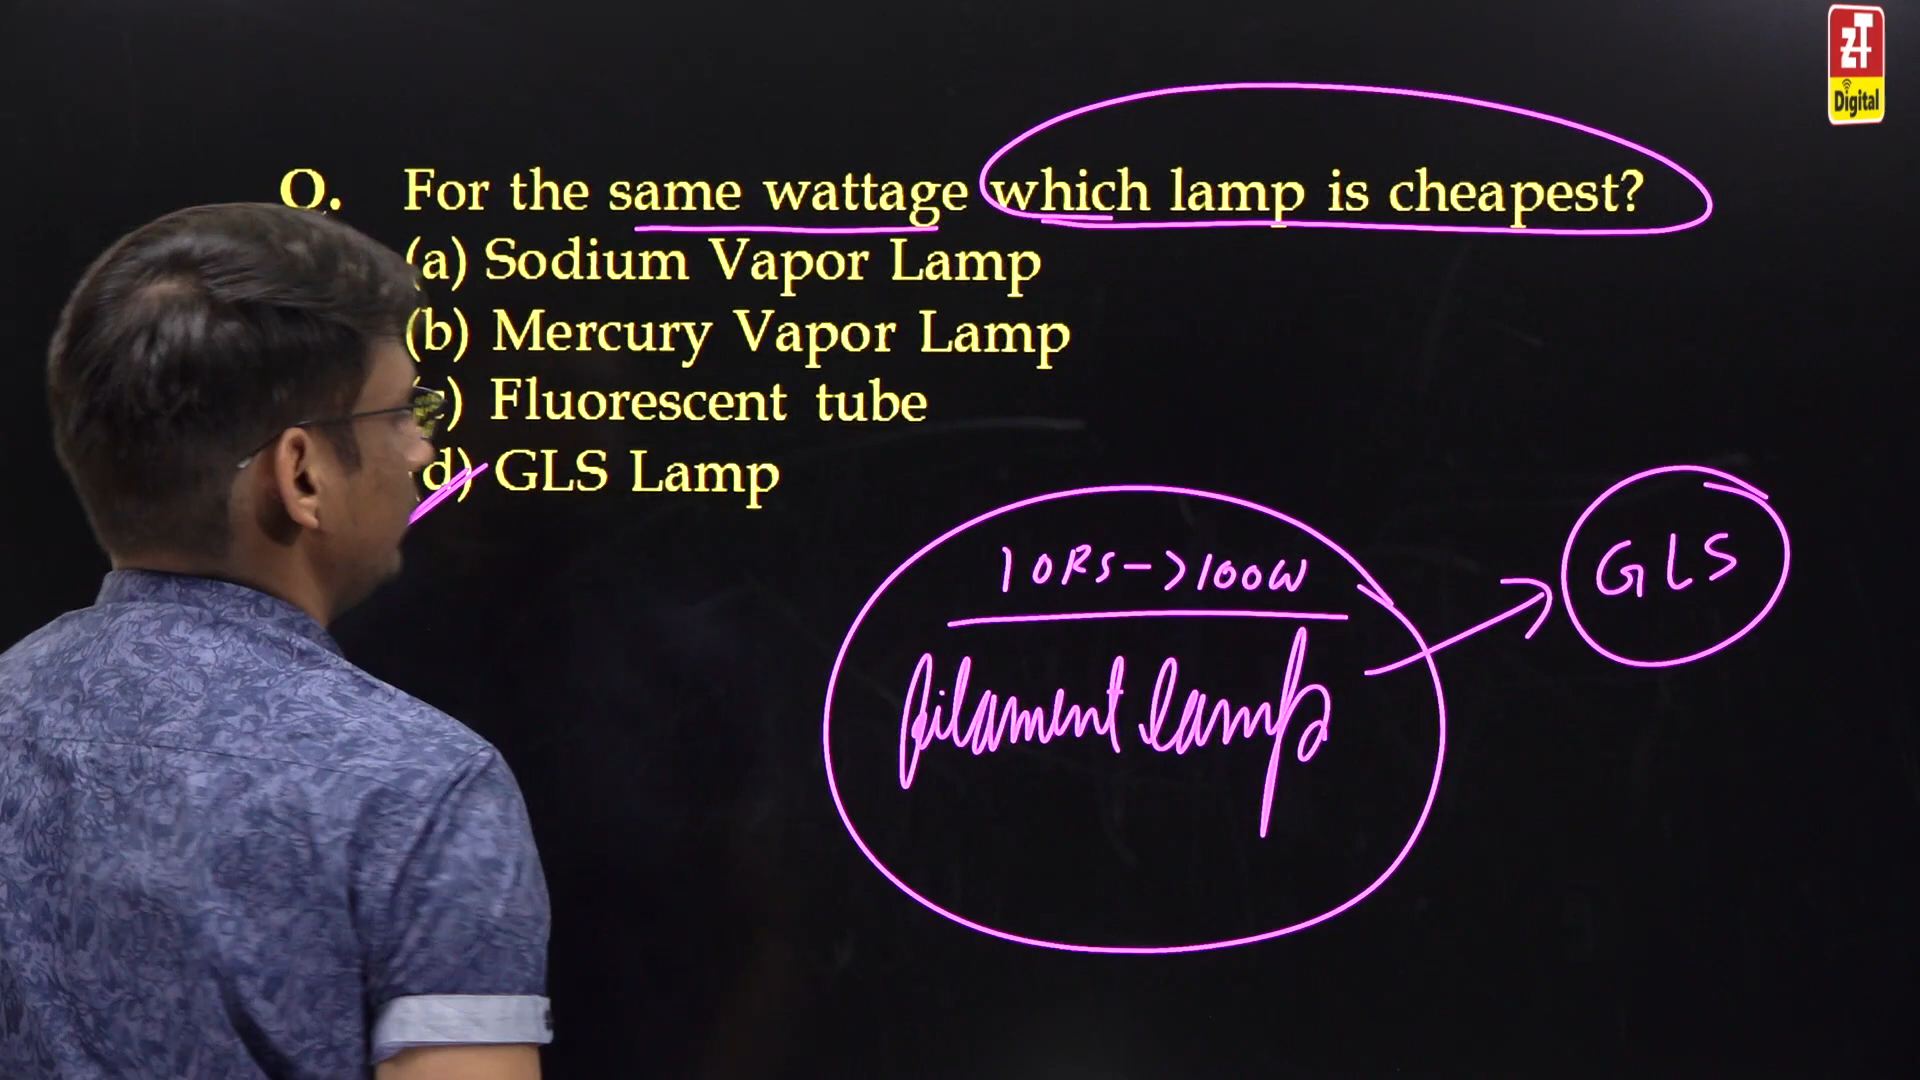 ZT
Digital
Q. For the same wattage which lamp is cheapest?
(a) Sodium Vapor Lamp
(b) Mercury Vapor Lamp
(c) Fluorescent tube
(d) GLS Lamp
10RS->100W
filament lamp
GLS